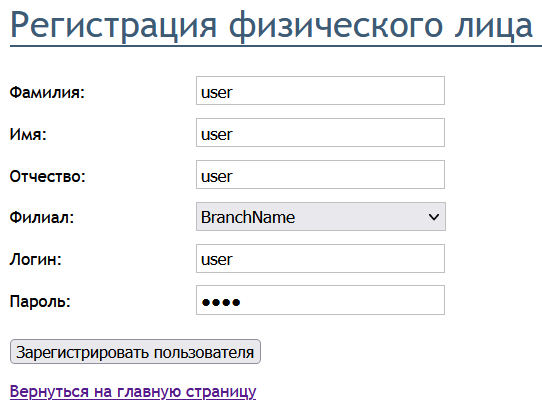 Регистрация физического лица
Фамилия: user
Имя: user
Отчество: user
Филиал: BranchName
Логин: user
Пароль: ●●●●
Зарегистрировать пользователя
Вернуться на главную страницу